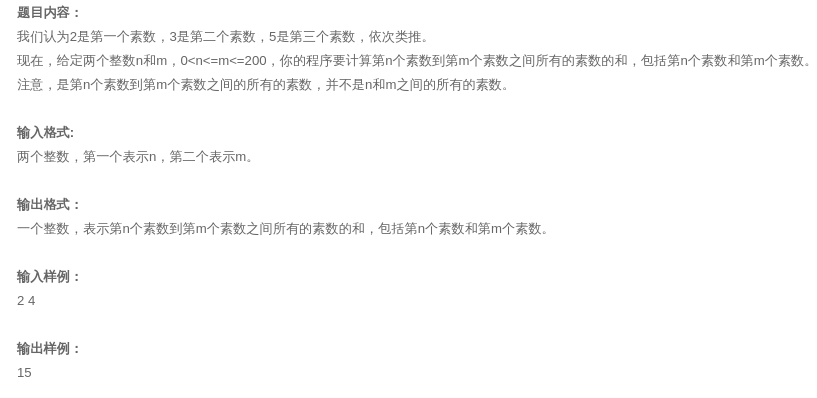 题目内容：
我们认为2是第一个素数，3是第二个素数，5是第三个素数，依次类推。
现在，给定两个整数n和m，0<n<=m<=200，你的程序要计算第n个素数到第m个素数之间所有的素数的和，包括第n个素数和第m个素数。
注意，是第n个素数到第m个素数之间的所有的素数，并不是n和m之间的所有的素数。
输入格式:
两个整数，第一个表示n，第二个表示m。
输出格式：
一个整数，表示第n个素数到第m个素数之间所有的素数的和，包括第n个素数和第m个素数。
输入样例：
2 4
输出样例：
15